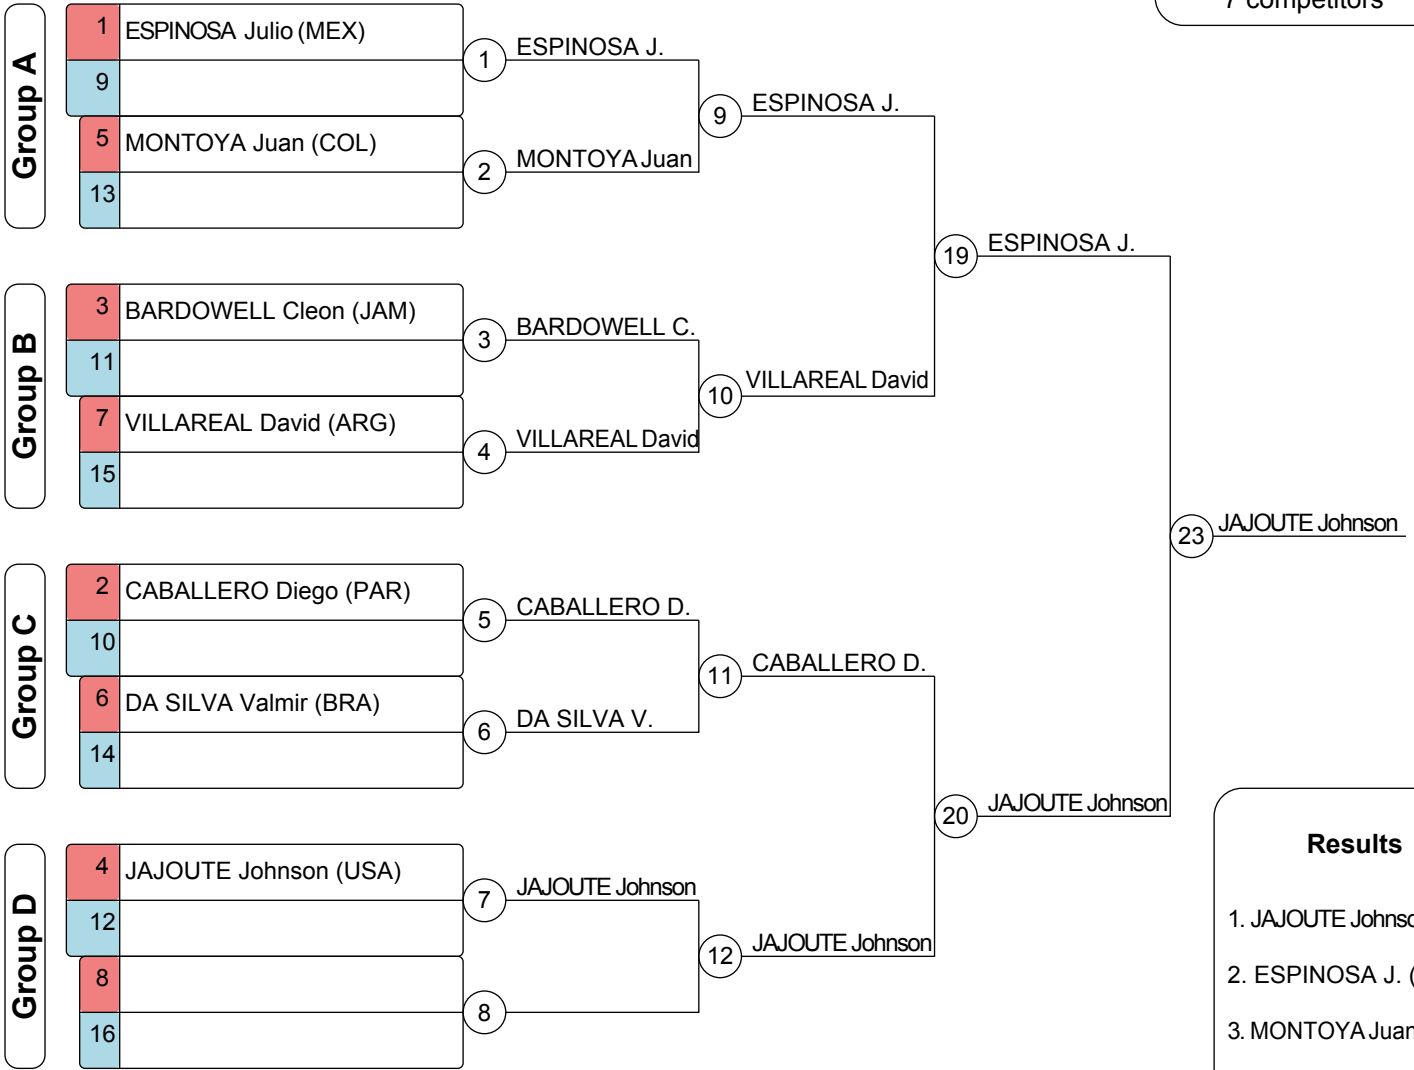 7 competitors
Group A
1 ESPINOSA Julio (MEX)
9
5 MONTOYA Juan (COL)
13
1 ESPINOSA J.
2 MONTOYA Juan
9 ESPINOSA J.
Group B
3 BARDOWELL Cleon (JAM)
11
7 VILLAREAL David (ARG)
15
3 BARDOWELL C.
4 VILLAREAL David
10 VILLAREAL David
19 ESPINOSA J.
Group C
2 CABALLERO Diego (PAR)
10
6 DA SILVA Valmir (BRA)
14
5 CABALLERO D.
6 DA SILVA V.
11 CABALLERO D.
Group D
4 JAJOUTE Johnson (USA)
12
8
16
7 JAJOUTE Johnson
8
12 JAJOUTE Johnson
20 JAJOUTE Johnson
23 JAJOUTE Johnson
Results
1. JAJOUTE Johnso
2. ESPINOSA J. (
3. MONTOYA Juan